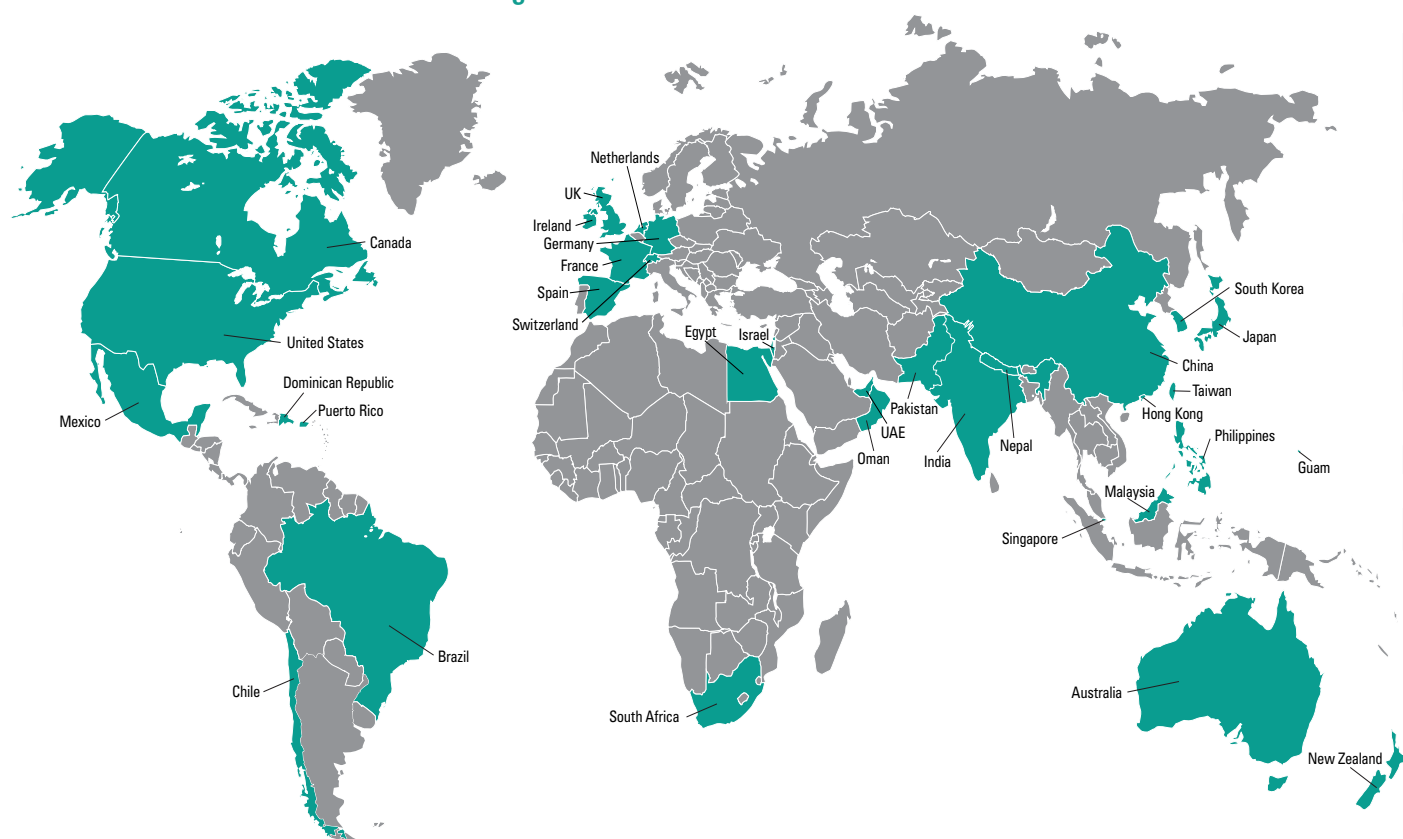 Netherlands
UK
Ireland
Germany
France
Spain
Switzerland
Canada
United States
Dominican Republic
Puerto Rico
Mexico
Egypt
Israel
South Korea
Japan
China
Taiwan
Hong Kong
Pakistan
UAE
Oman
India
Nepal
Philippines
Guam
Malaysia
Singapore
Brazil
Chile
South Africa
Australia
New Zealand